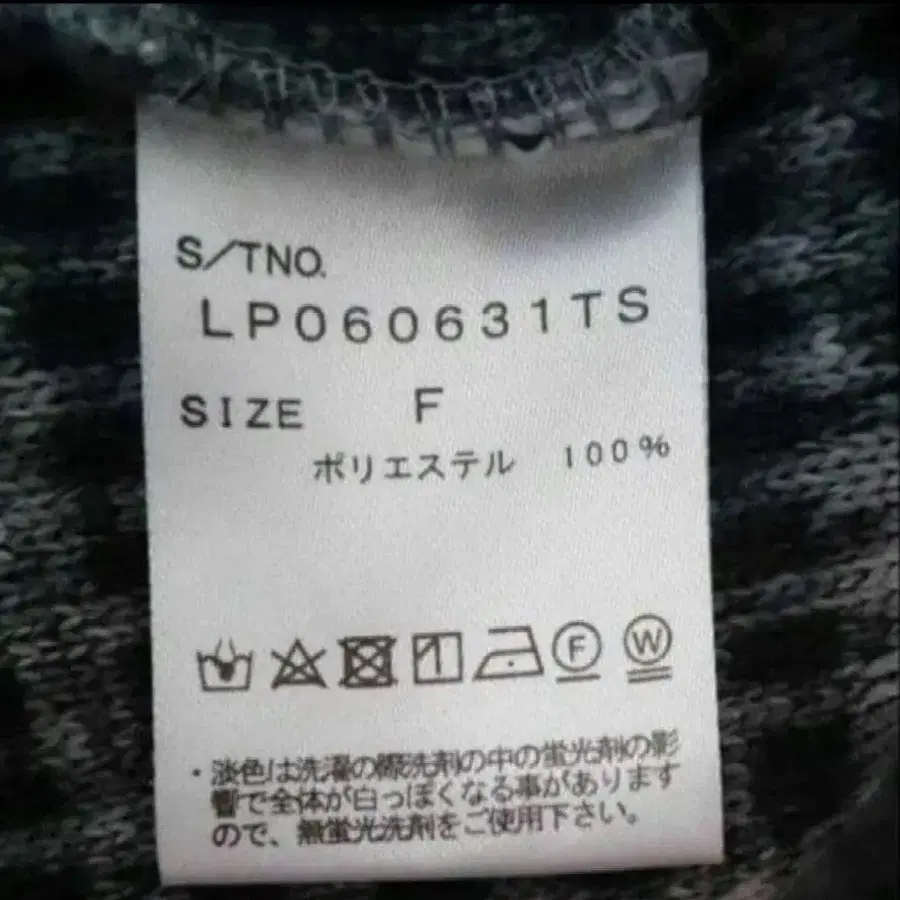 S/TNO.
LP060631TS
SIZE F
ポリエステル 100%
F W
・淡色は洗濯の際洗剤の中の蛍光剤の影
響で全体が白っぽくなる事があります
ので、無蛍光洗剤をご使用下さい。